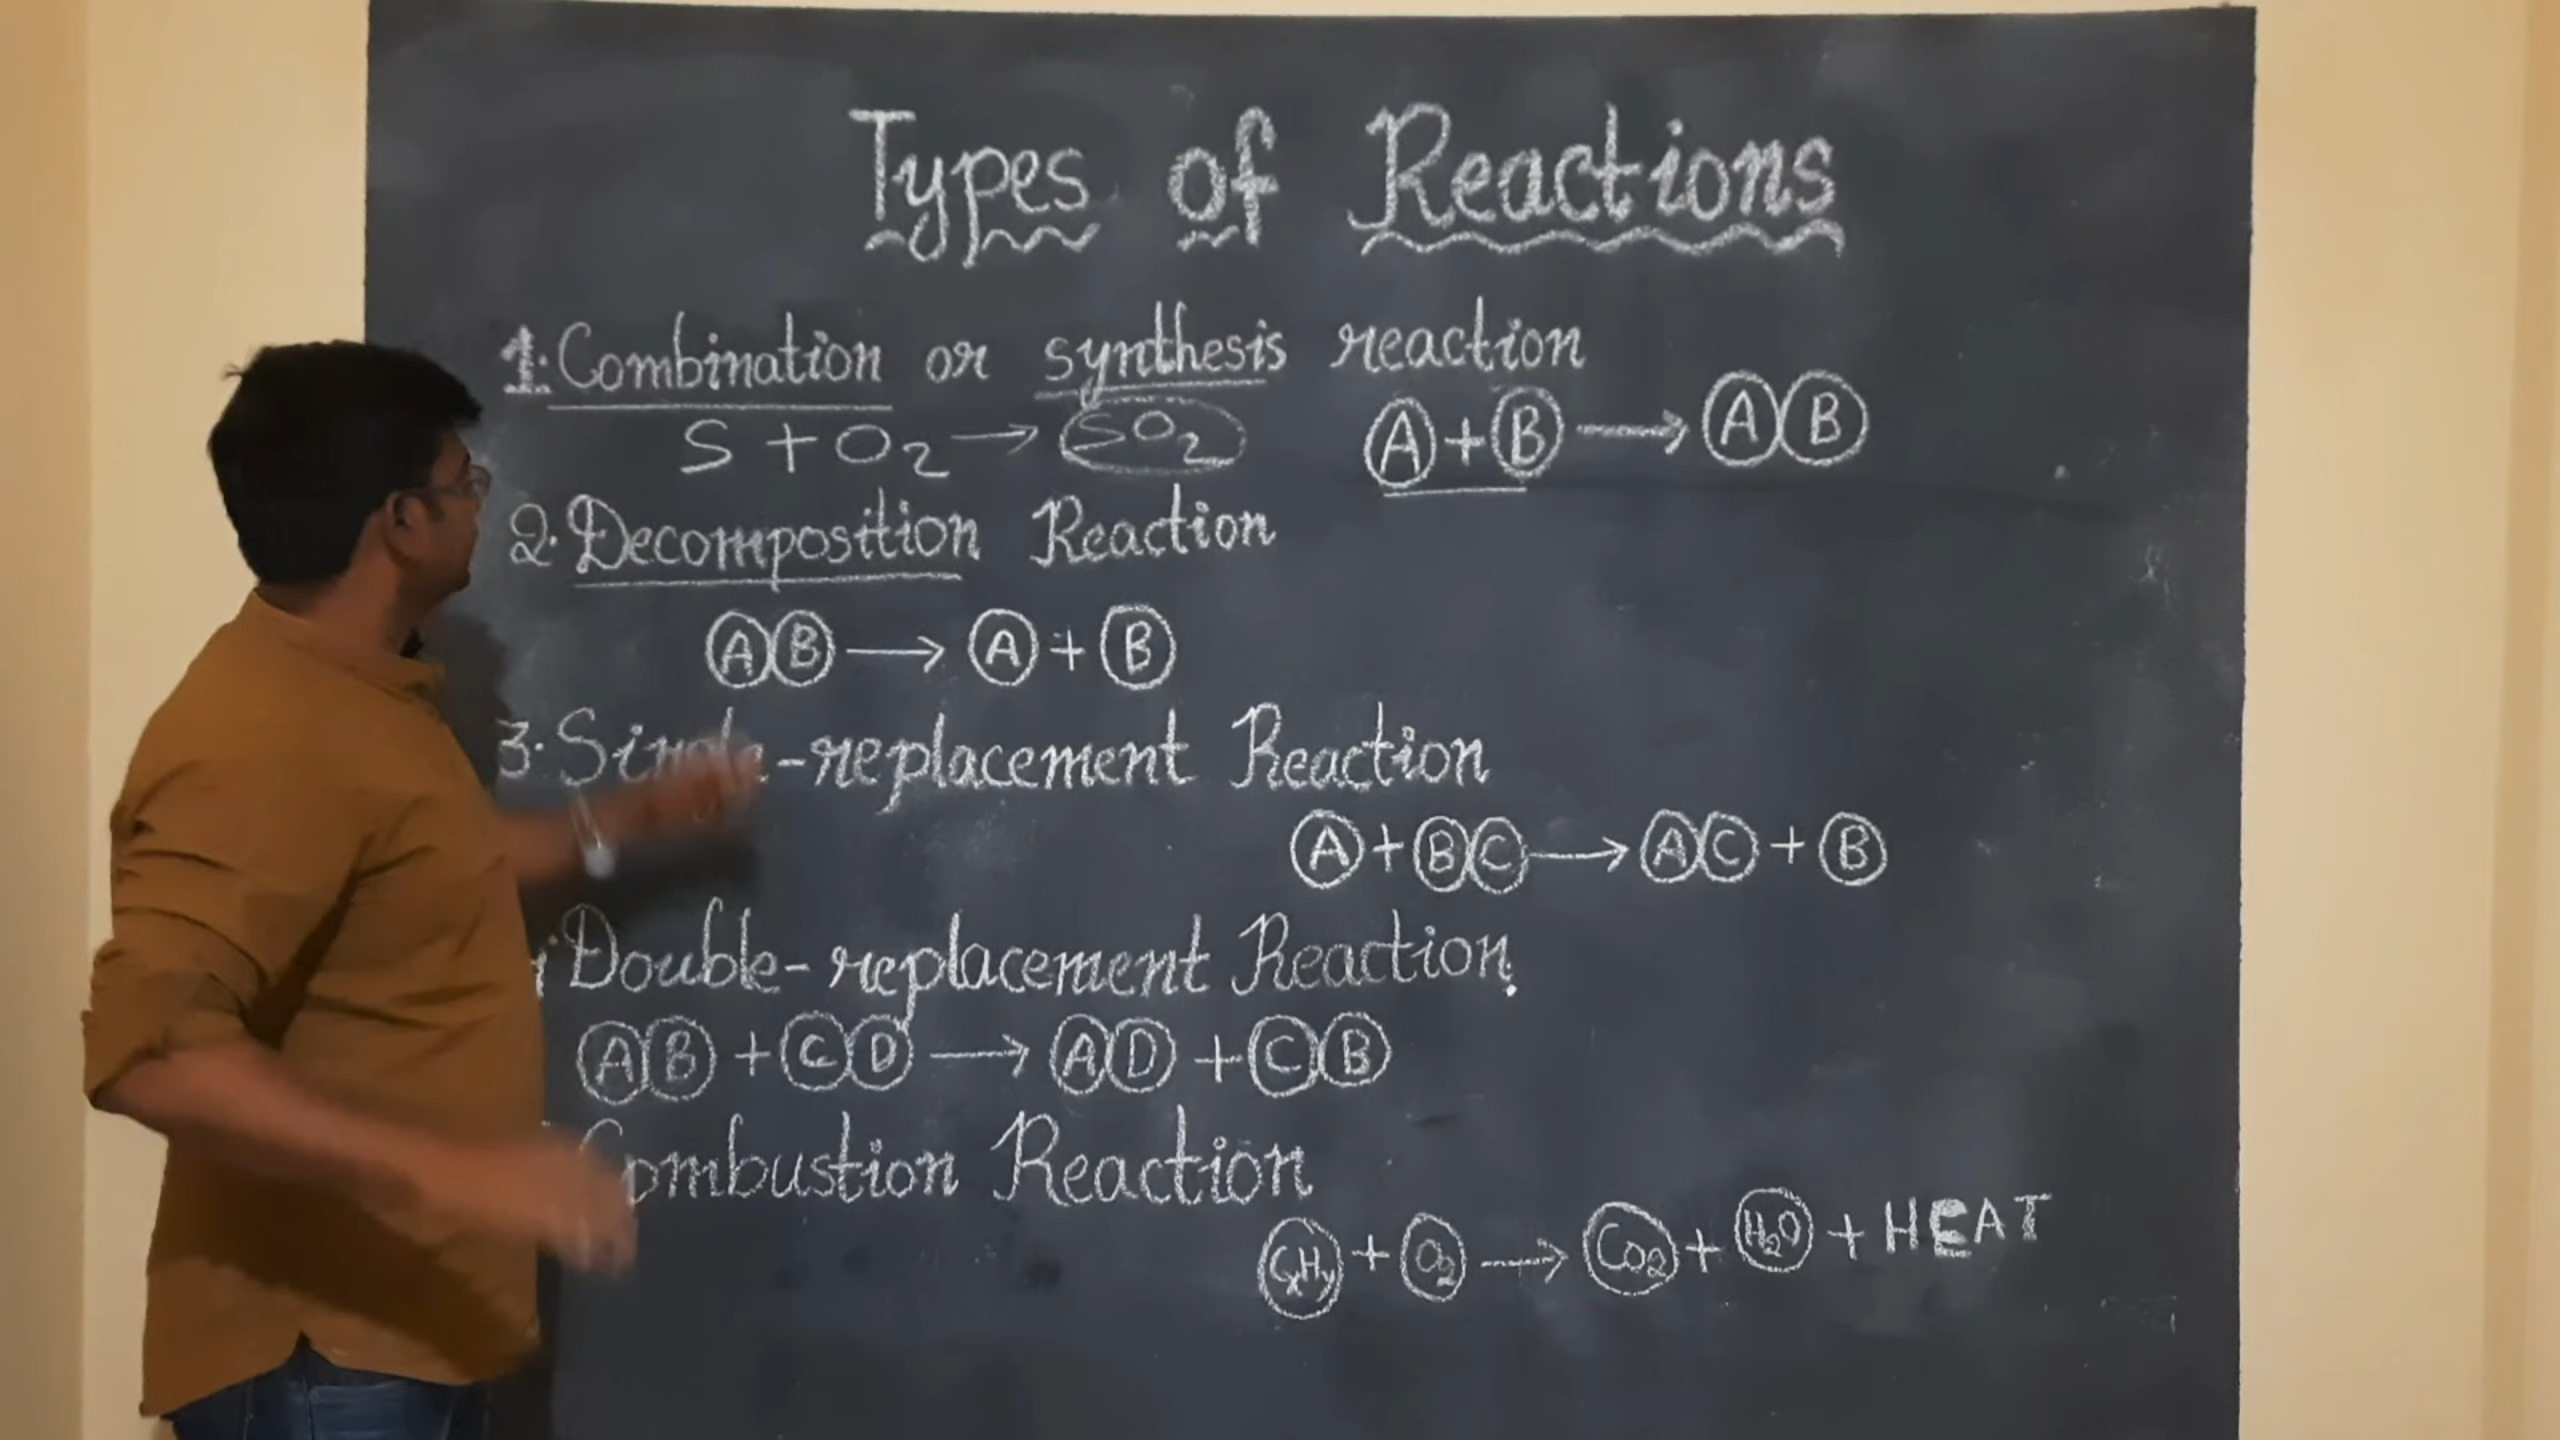 Types of Reactions
1. Combination or synthesis reaction
S + O2 → SO2 A + B → AB
2. Decomposition Reaction
AB → A + B
3. Single-replacement Reaction
A + BC → AC + B
Double-replacement Reaction.
AB + CD → AD + CB
Combustion Reaction
CxHy + O2 → Co2 + H2O + HEAT